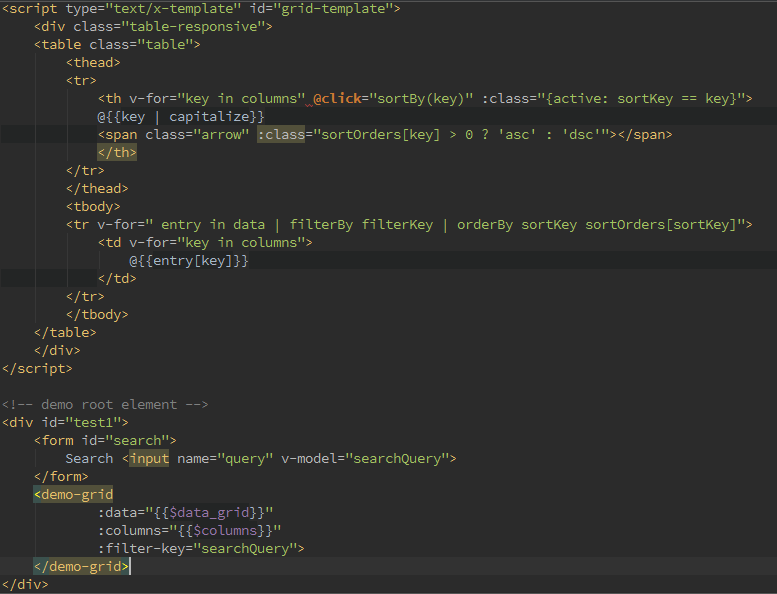 <script type="text/x-template" id="grid-template">
    <div class="table-responsive">
    <table class="table">
        <thead>
        <tr>
            <th v-for="key in columns" @click="sortBy(key)" :class="{active: sortKey == key}">
            @{{key | capitalize}}
            <span class="arrow" :class="sortOrders[key] > 0 ? 'asc' : 'dsc'"></span>
            </th>
        </tr>
        </thead>
        <tbody>
        <tr v-for=" entry in data | filterBy filterKey | orderBy sortKey sortOrders[sortKey]">
            <td v-for="key in columns">
                @{{entry[key]}}
            </td>
        </tr>
        </tbody>
    </table>
    </div>
</script>

<!-- demo root element -->
<div id="test1">
    <form id="search">
        Search <input name="query" v-model="searchQuery">
    </form>
    <demo-grid
            :data="{{$data_grid}}"
            :columns="{{$columns}}"
            :filter-key="searchQuery">
    </demo-grid>
</div>